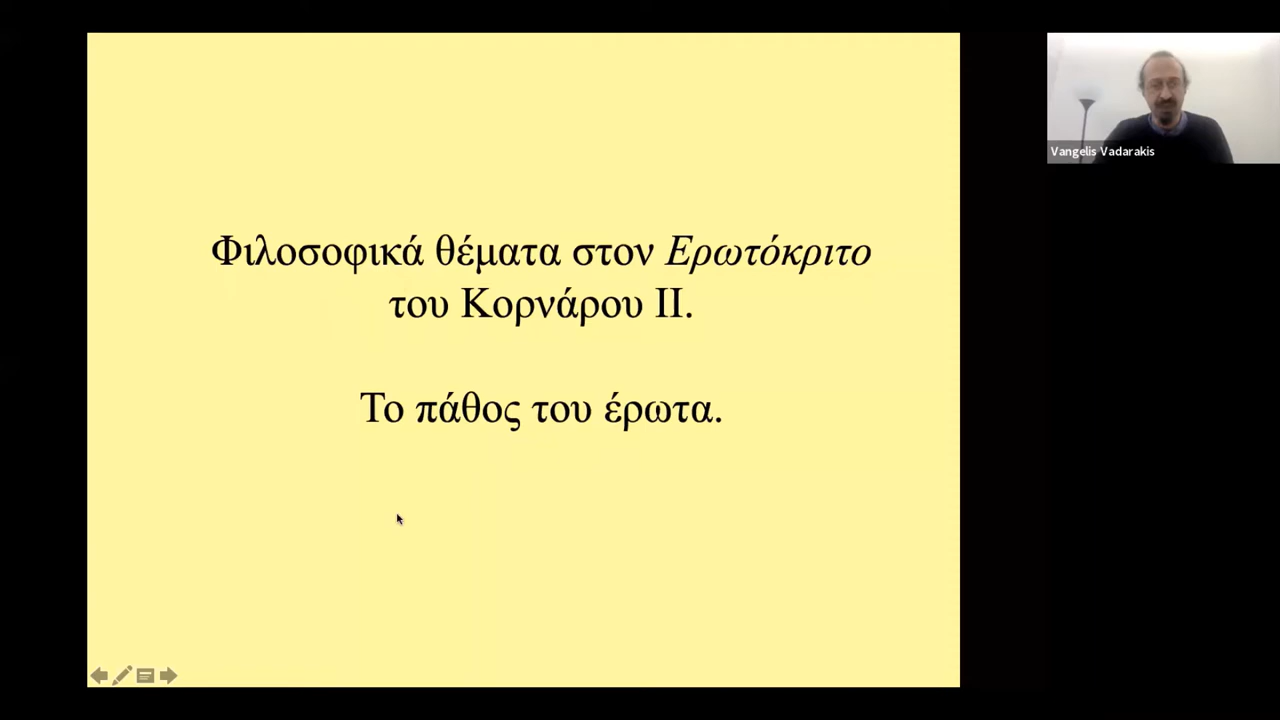 Φιλοσοφικά θέματα στον Ερωτόκριτο
του Κορνάρου ΙΙ.
Το πάθος του έρωτα.
Vangelis Vadarakis